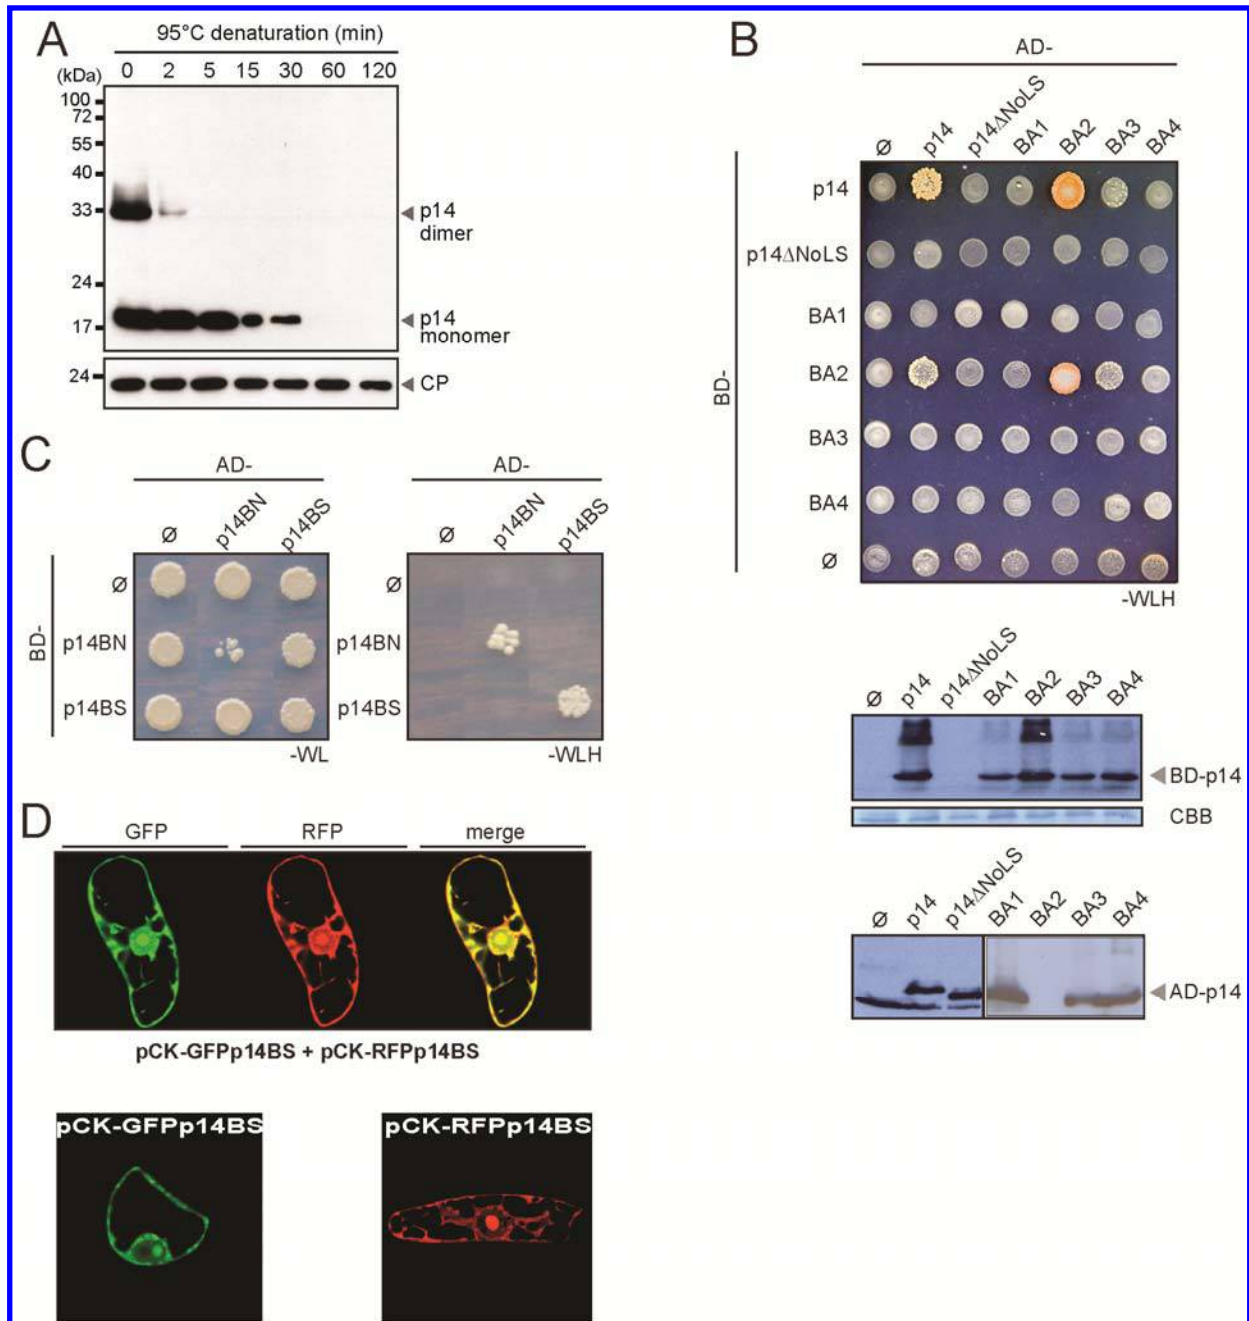 A
95°C denaturation (min)
(kDa) 0 2 5 15 30 60 120
100
72
55
40
33
24
17
p14
dimer
p14
monomer
24
CP
B
AD-
Ø p14 p14ΔNoLS BA1 BA2 BA3 BA4
BD-
p14
p14ΔNoLS
BA1
BA2
BA3
BA4
Ø
-WLH
Ø p14 p14ΔNoLS BA1 BA2 BA3 BA4
BD-p14
CBB
Ø p14 p14ΔNoLS BA1 BA2 BA3 BA4
AD-p14
C
AD-
Ø p14BN p14BS
BD-
Ø
p14BN
p14BS
-WL
AD-
Ø p14BN p14BS
p14BN
p14BS
-WLH
D
GFP RFP merge
pCK-GFPp14BS + pCK-RFPp14BS
pCK-GFPp14BS
pCK-RFPp14BS